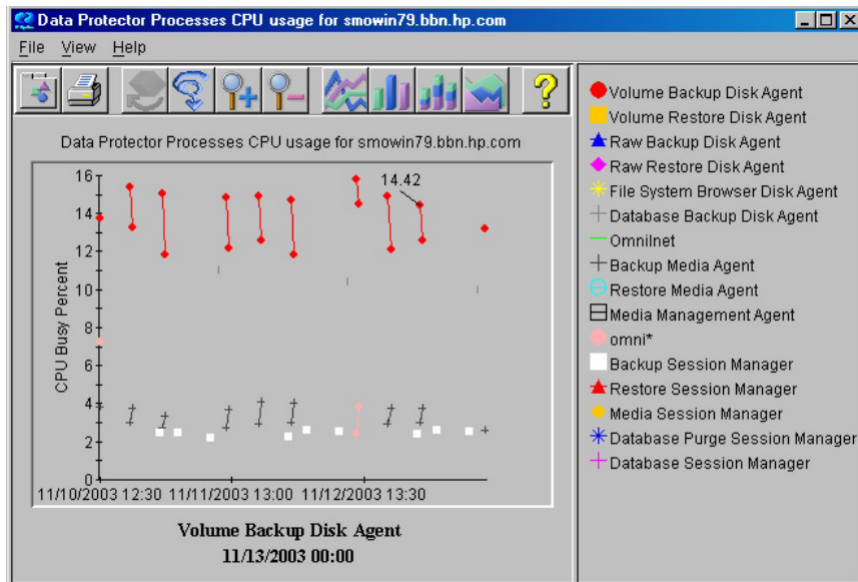 Data Protector Processes CPU usage for smowin79.bbn.hp.com
File View Help
Data Protector Processes CPU usage for smowin79.bbn.hp.com
CPU Busy Percent
16
14
12
10
8
6
4
2
0
14.42
11/10/2003 12:30 11/11/2003 13:00 11/12/2003 13:30
Volume Backup Disk Agent
11/13/2003 00:00
Volume Backup Disk Agent
Volume Restore Disk Agent
Raw Backup Disk Agent
Raw Restore Disk Agent
File System Browser Disk Agent
Database Backup Disk Agent
OmniInet
Backup Media Agent
Restore Media Agent
Media Management Agent
omni*
Backup Session Manager
Restore Session Manager
Media Session Manager
Database Purge Session Manager
Database Session Manager